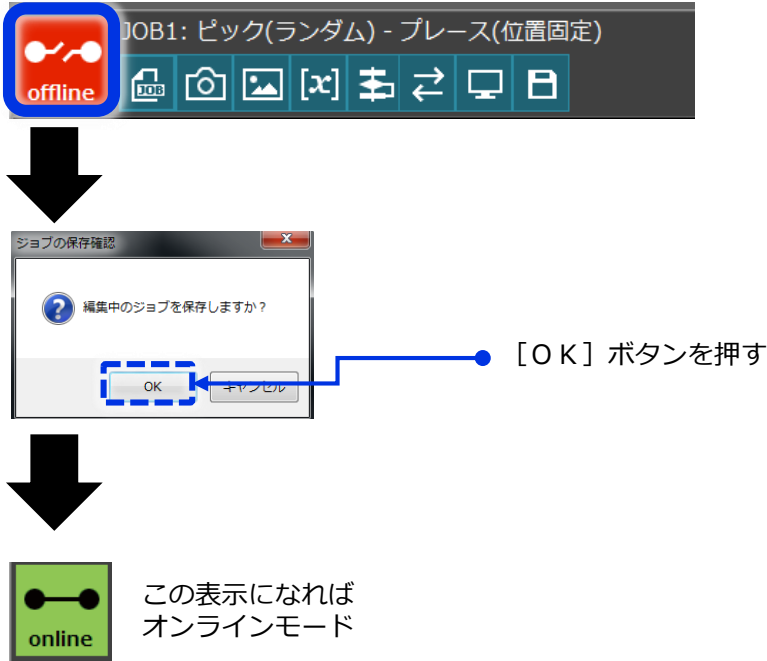 JOB1: ピック(ランダム) - プレース(位置固定)
offline
JOB
[x]
ジョブの保存確認
x
?
編集中のジョブを保存しますか？
［ＯＫ］ボタンを押す
OK
キャンセル
この表示になれば
オンラインモード
online